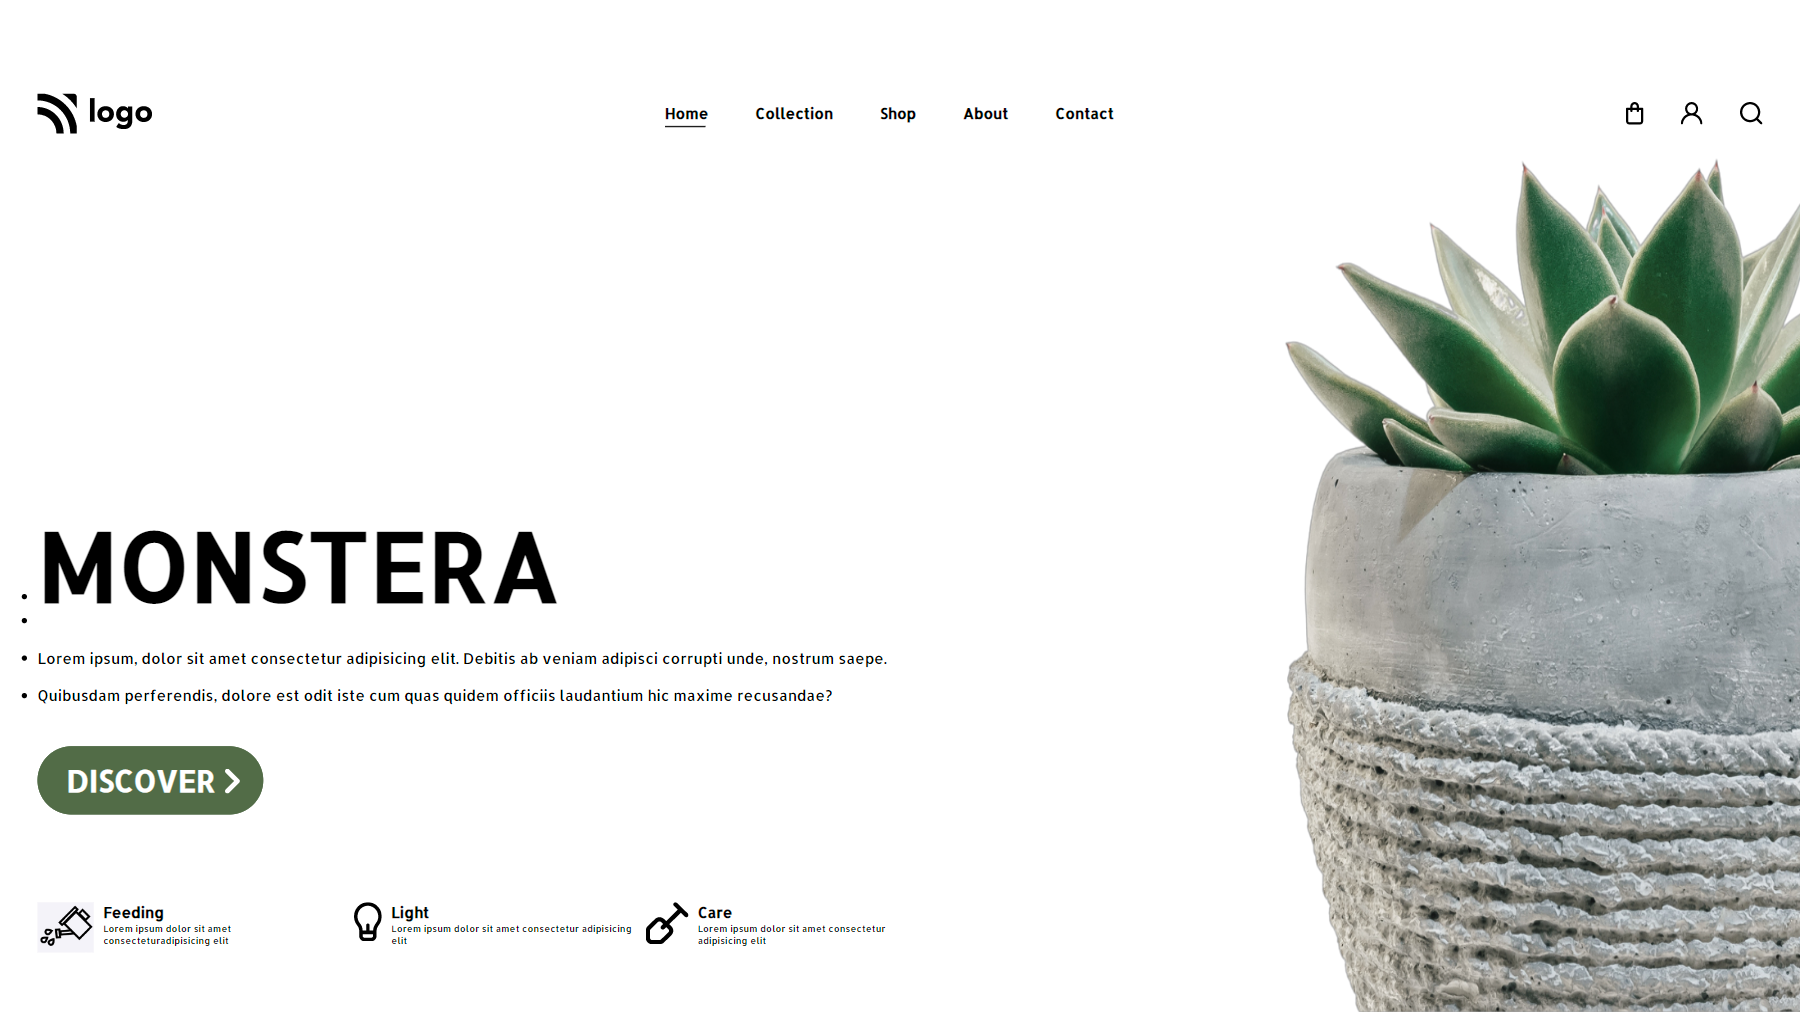 logo
Home Collection Shop About Contact
MONSTERA
Lorem ipsum, dolor sit amet consectetur adipisicing elit. Debitis ab veniam adipisci corrupti unde, nostrum saepe.
Quibusdam perferendis, dolore est odit iste cum quas quidem officiis laudantium hic maxime recusandae?
DISCOVER
Feeding
Lorem ipsum dolor sit amet
consecteturadipisicing elit
Light
Lorem ipsum dolor sit amet consectetur adipisicing
elit
Care
Lorem ipsum dolor sit amet consectetur
adipisicing elit